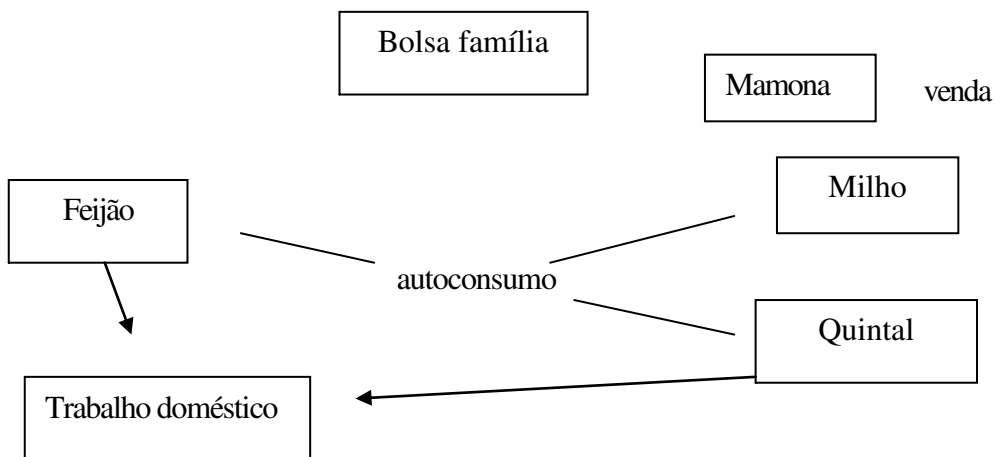 Bolsa família
Mamona
venda
Milho
Feijão
autoconsumo
Quintal
Trabalho doméstico